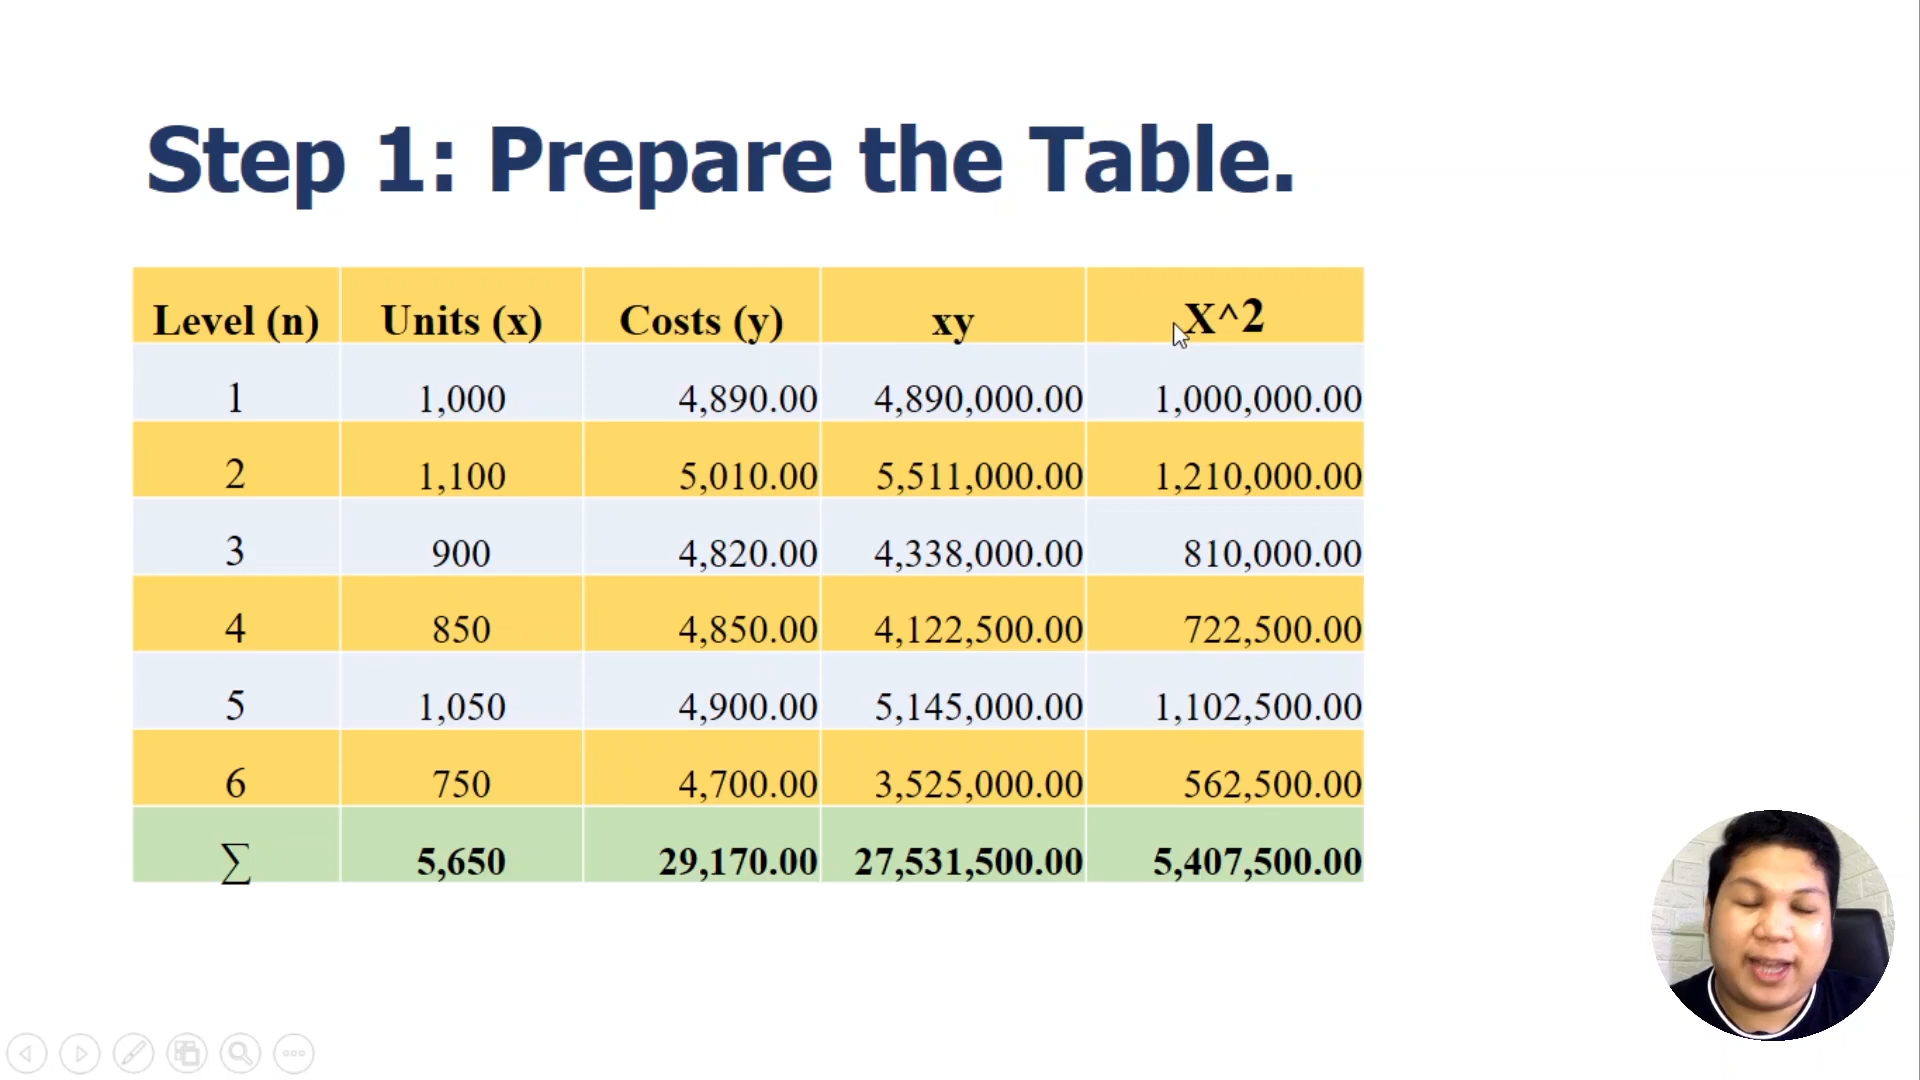 Step 1: Prepare the Table.
Level (n) Units (x) Costs (y) xy X^2
1 1,000 4,890.00 4,890,000.00 1,000,000.00
2 1,100 5,010.00 5,511,000.00 1,210,000.00
3 900 4,820.00 4,338,000.00 810,000.00
4 850 4,850.00 4,122,500.00 722,500.00
5 1,050 4,900.00 5,145,000.00 1,102,500.00
6 750 4,700.00 3,525,000.00 562,500.00
∑ 5,650 29,170.00 27,531,500.00 5,407,500.00